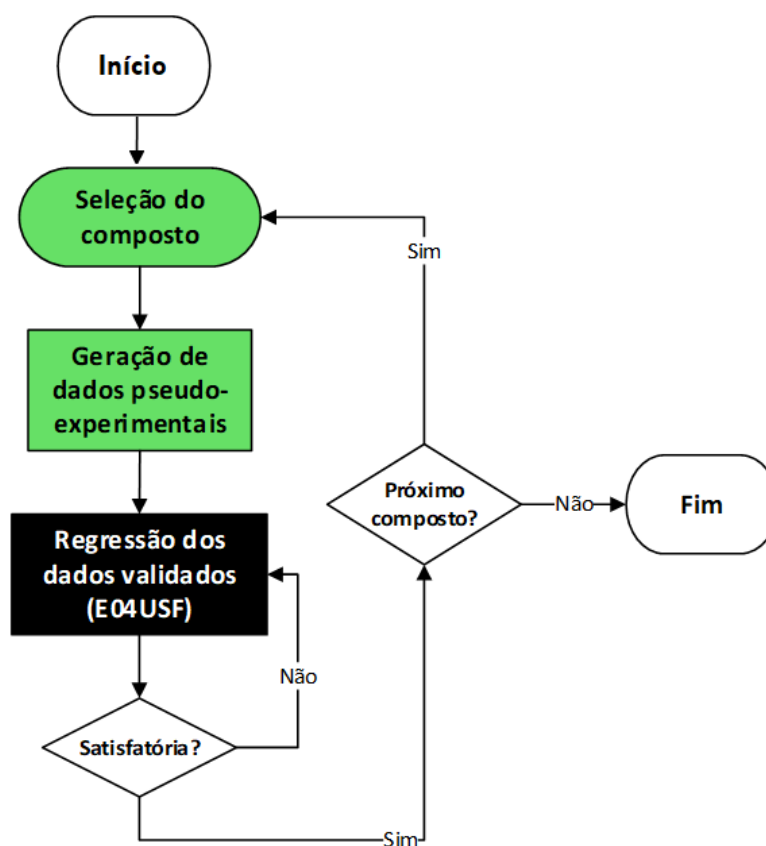 Início
Seleção do
composto
Sim
Geração de
dados pseudo-
experimentais
Próximo
composto?
Não
Fim
Regressão dos
dados validados
(E04USF)
Não
Satisfatória?
Sim